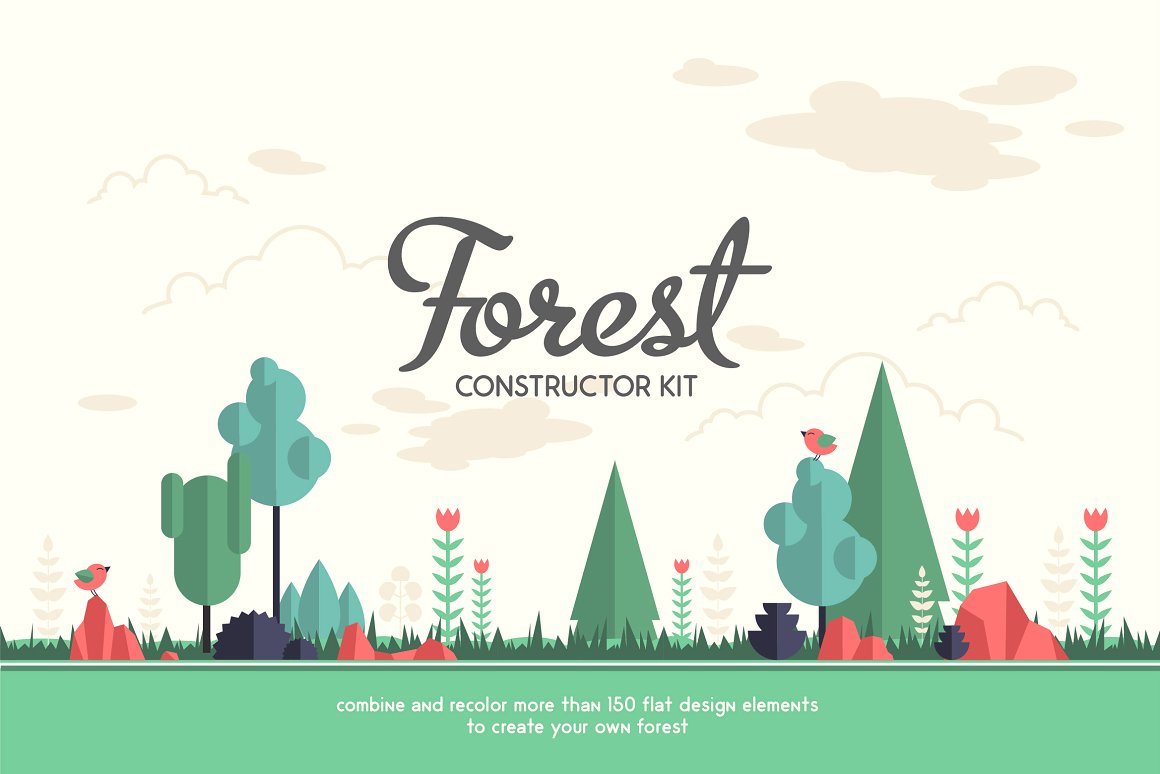 Forest
CONSTRUCTOR KIT
combine and recolor more than 150 flat design elements
to create your own forest